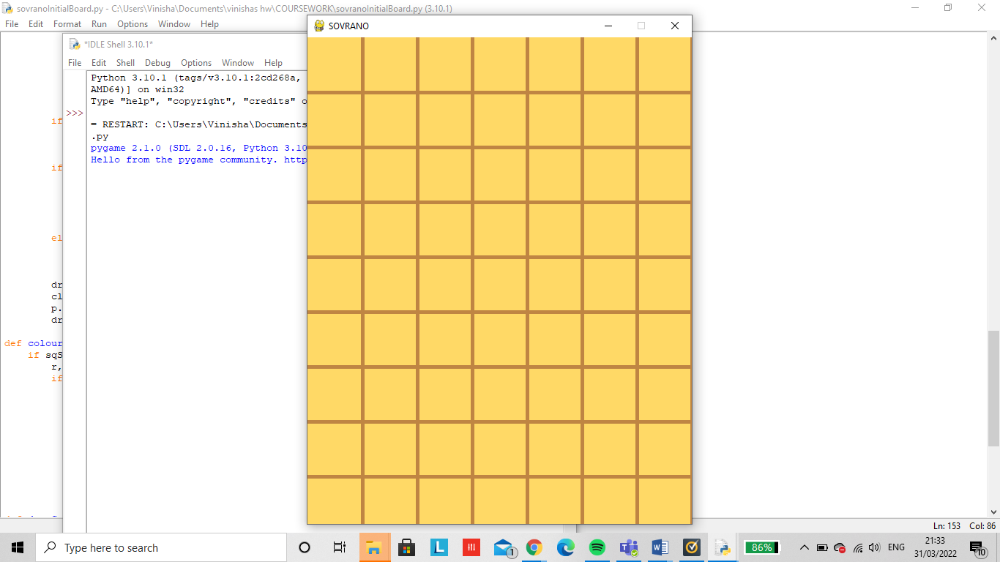 sovranoInitialBoard.py - C:\Users\Vinisha\Documents\vinishas hw\COURSEWORK\sovranoInitialBoard.py (3.10.1)
File Edit Format Run Options Window Help
*IDLE Shell 3.10.1*
File Edit Shell Debug Options Window Help
Python 3.10.1 (tags/v3.10.1:2cd268a,
AMD64)] on win32
Type "help", "copyright", "credits" o
>>>
= RESTART: C:\Users\Vinisha\Documents
.py
pygame 2.1.0 (SDL 2.0.16, Python 3.10
Hello from the pygame community. http
if
if
el
dr
cl
p.
dr
def colour
if sqS
r,
if
SOVRANO
Ln: 153 Col: 86
Type here to search
L
1
86%
ENG
21:33
31/03/2022
10